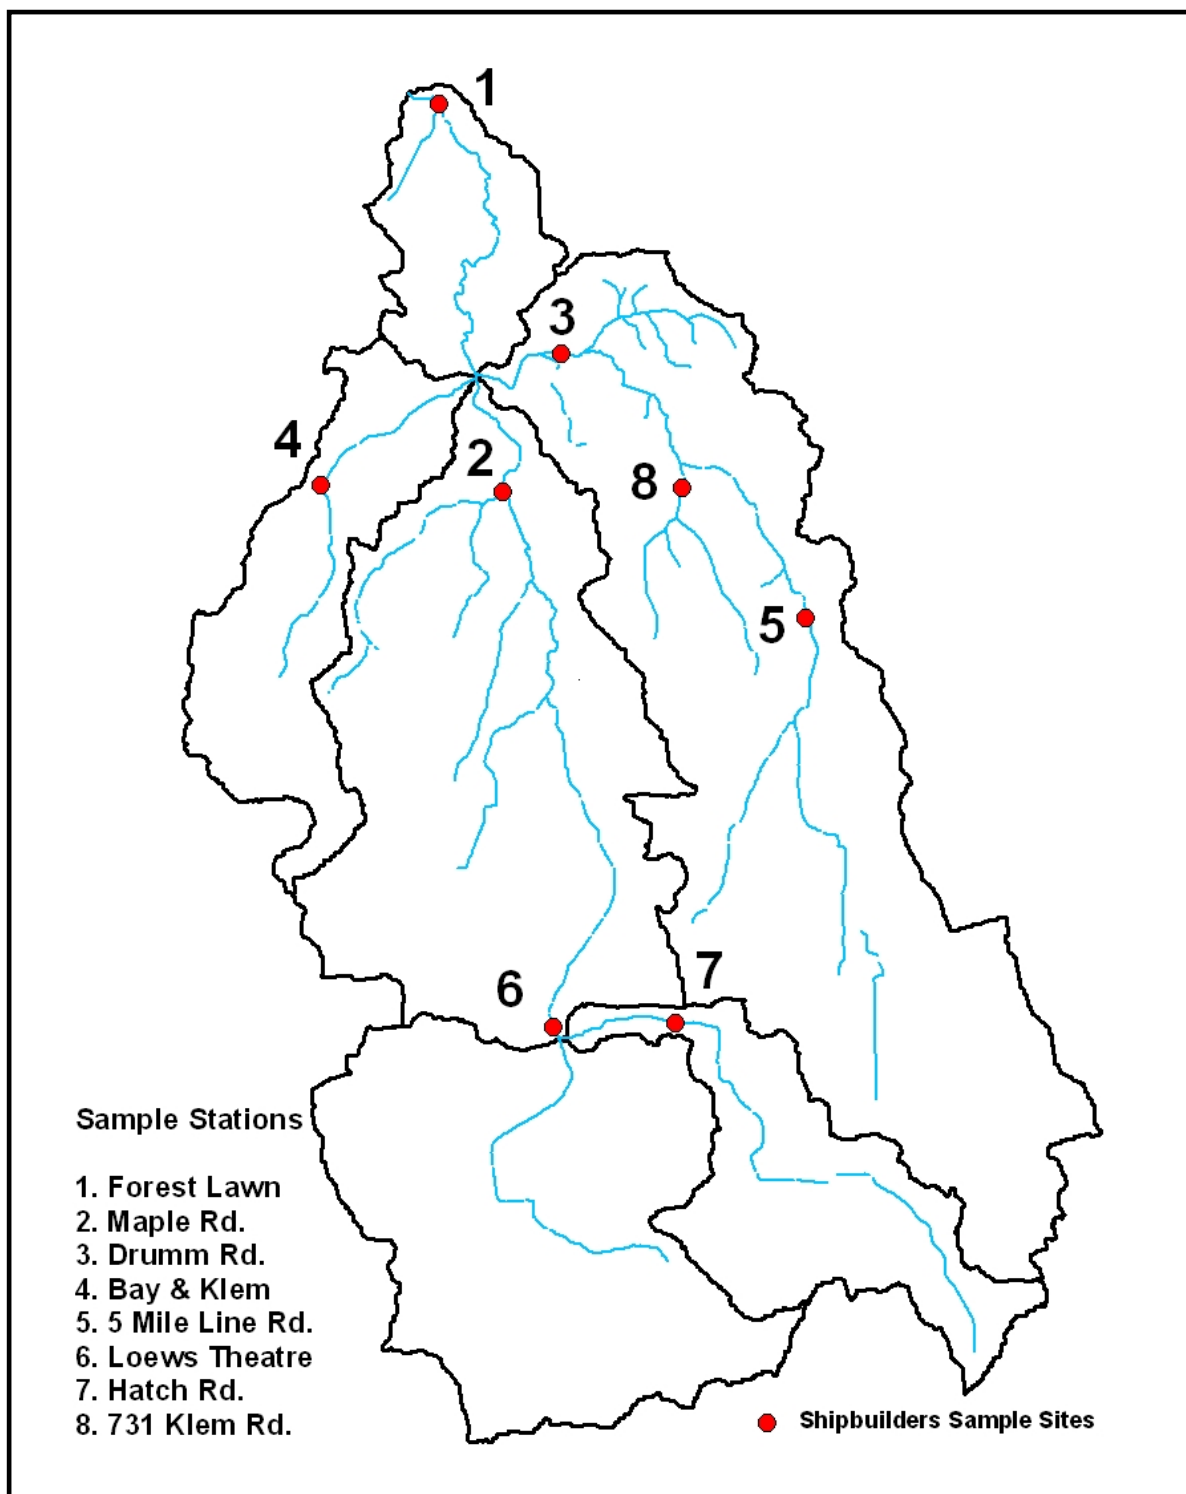 1
3
4
2
8
5
7
6
Sample Stations
1. Forest Lawn
2. Maple Rd.
3. Drumm Rd.
4. Bay & Klem
5. 5 Mile Line Rd.
6. Loews Theatre
7. Hatch Rd.
8. 731 Klem Rd.
Shipbuilders Sample Sites